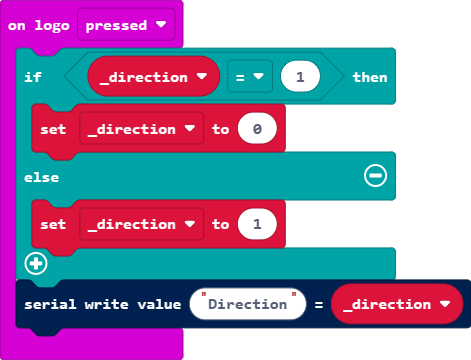 on logo pressed
if _direction = 1 then
set _direction to 0
else
set _direction to 1
serial write value "Direction" = _direction